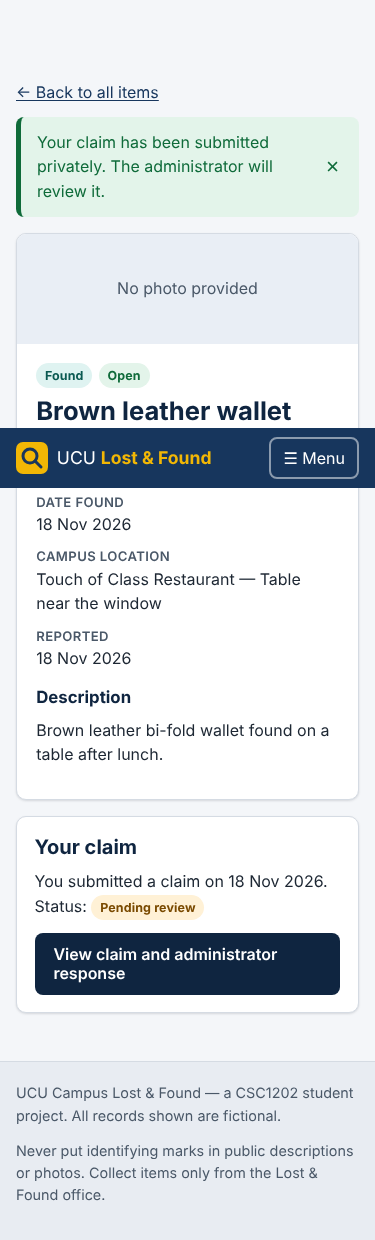 ← Back to all items
Your claim has been submitted
privately. The administrator will
review it.
×
No photo provided
Found Open
Brown leather wallet
UCU Lost & Found
☰ Menu
DATE FOUND
18 Nov 2026
CAMPUS LOCATION
Touch of Class Restaurant — Table
near the window
REPORTED
18 Nov 2026
Description
Brown leather bi-fold wallet found on a
table after lunch.
Your claim
You submitted a claim on 18 Nov 2026.
Status: Pending review
View claim and administrator
response
UCU Campus Lost & Found — a CSC1202 student
project. All records shown are fictional.
Never put identifying marks in public descriptions
or photos. Collect items only from the Lost &
Found office.